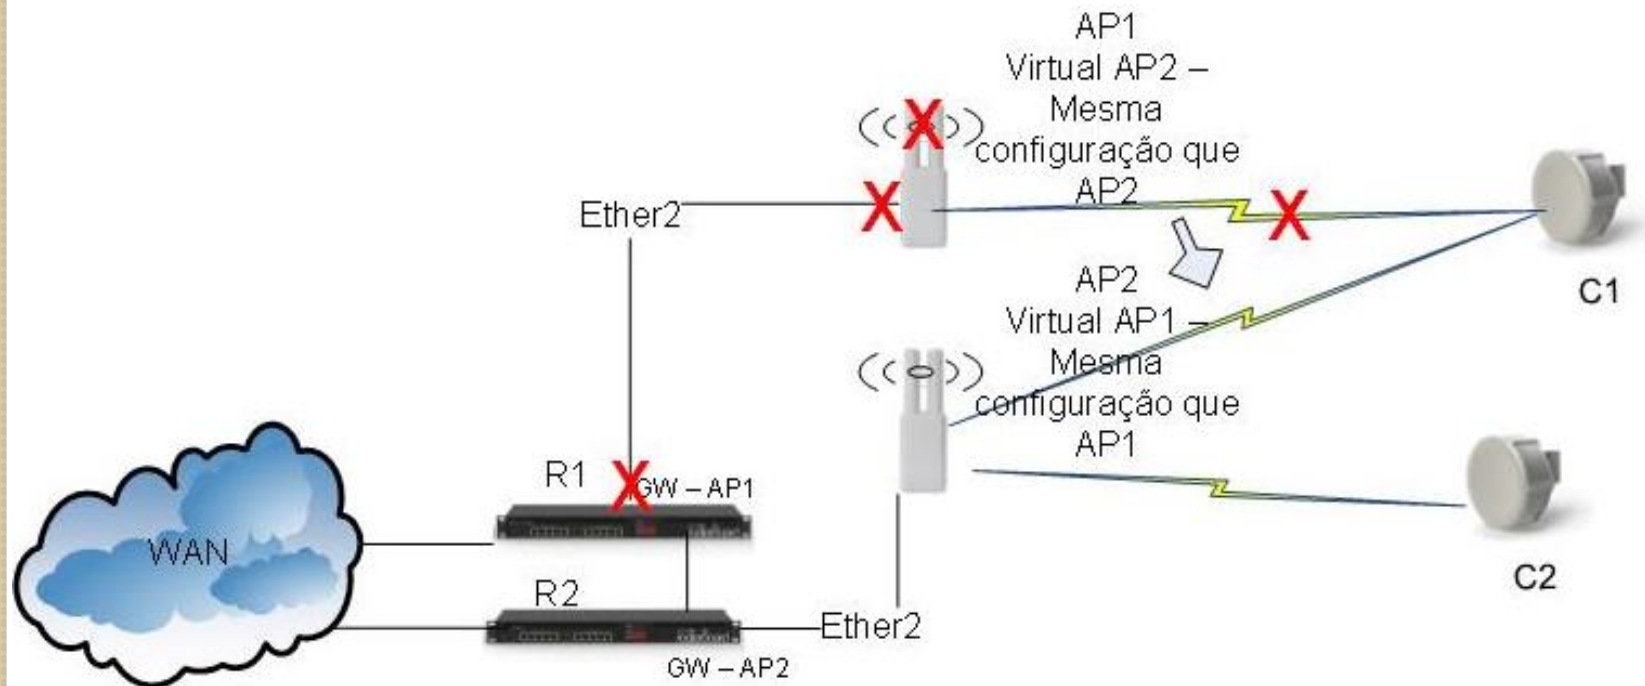 AP1
Virtual AP2 –
Mesma
configuração que
AP2
Ether2
C1
AP2
Virtual AP1 –
Mesma
configuração que
AP1
R1
GW – AP1
WAN
C2
R2
Ether2
GW – AP2